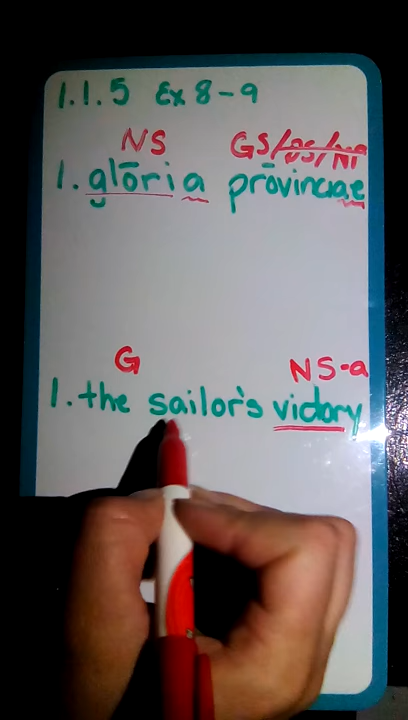 1.1.5 Ex 8-9
NS GS/DS/NP
1. glōria prōvinciae
G NS-a
1. the sailor's victory